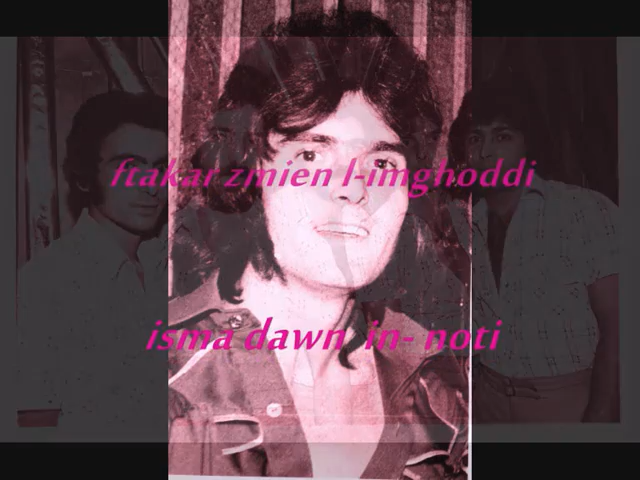 ftakar zmien l-imghoddi
isma dawn in- noti